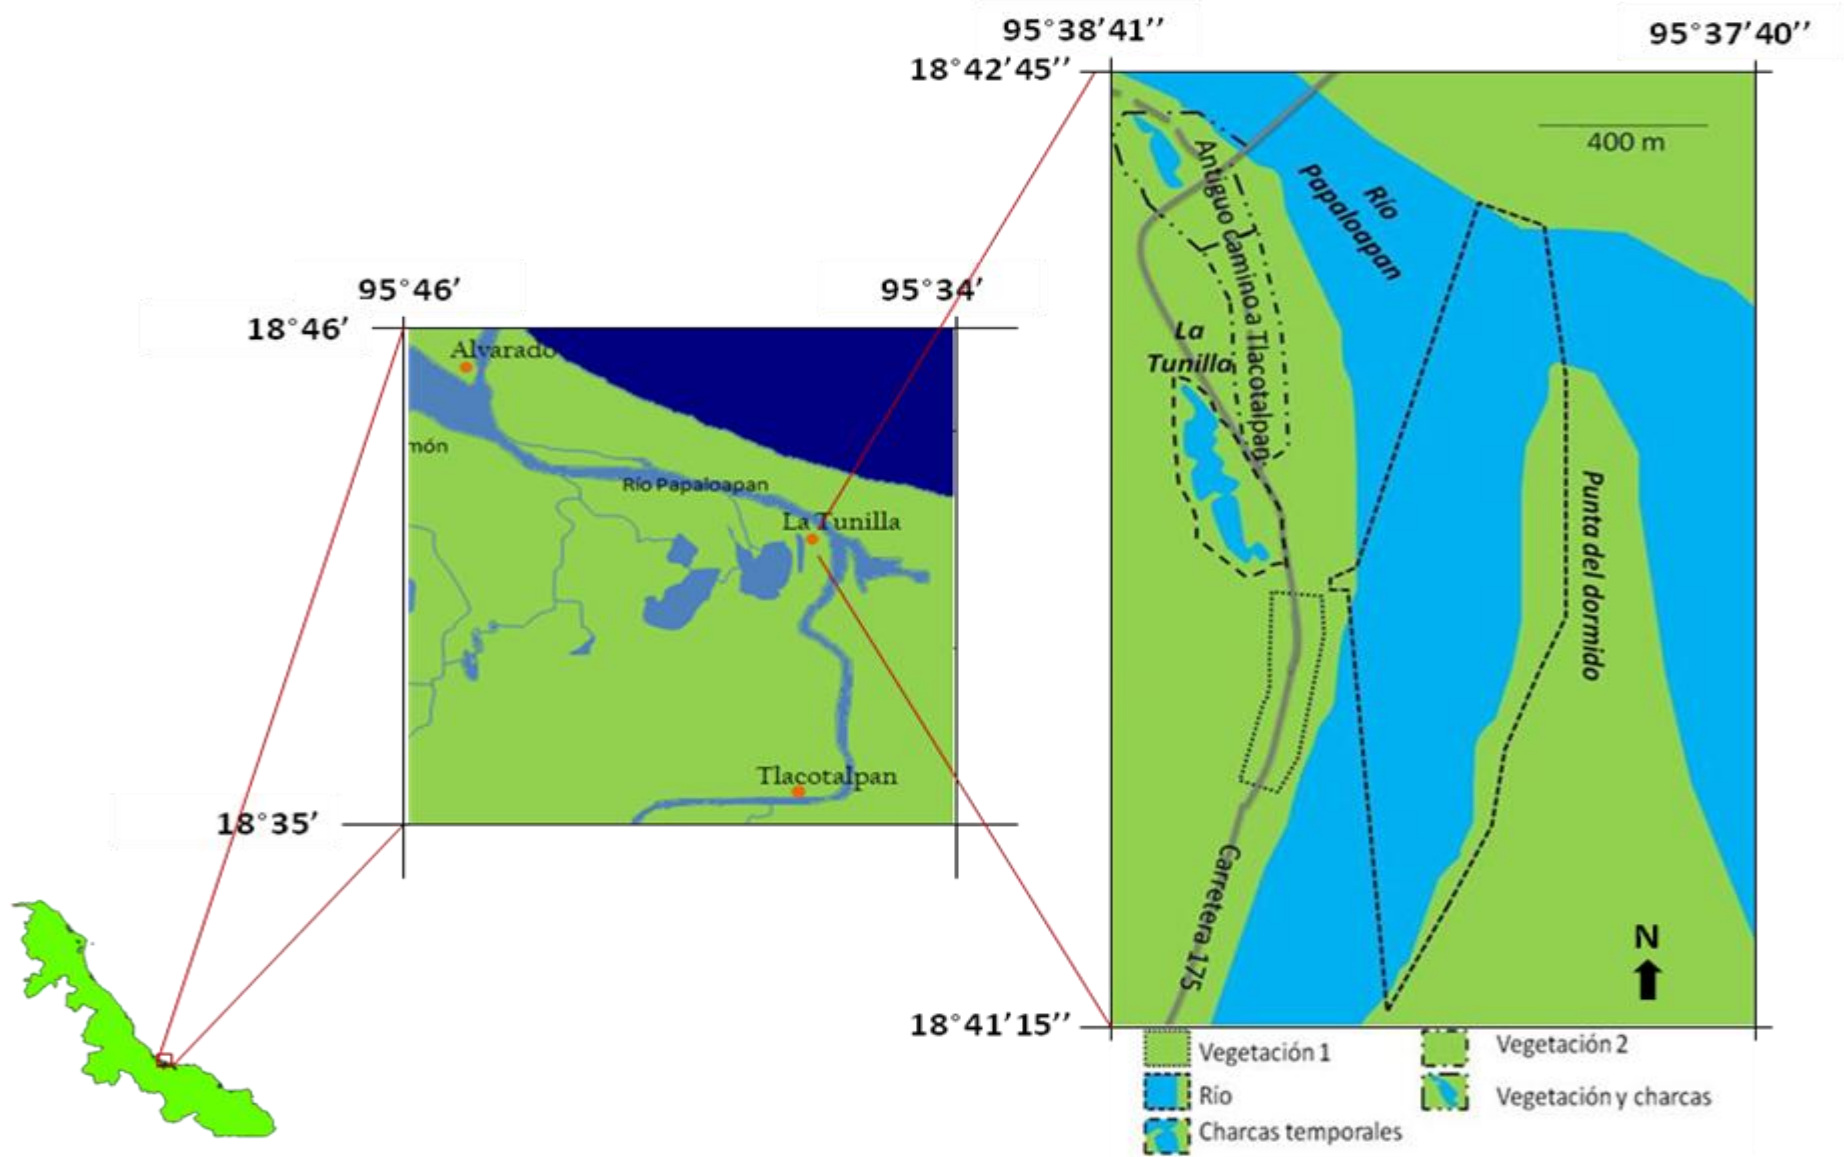 95°38’41’’
95°37’40’’
18°42’45’’
400 m
Río
Papaloapan
Antiguo camino a Tlacotalpan
La
Tunilla
Punta del dormido
Carretera 175
N
18°41’15’’
95°46’
95°34’
18°46’
Alvarado
món
Río Papaloapan
La Tunilla
Tlacotalpan
18°35’
Vegetación 1
Vegetación 2
Río
Vegetación y charcas
Charcas temporales